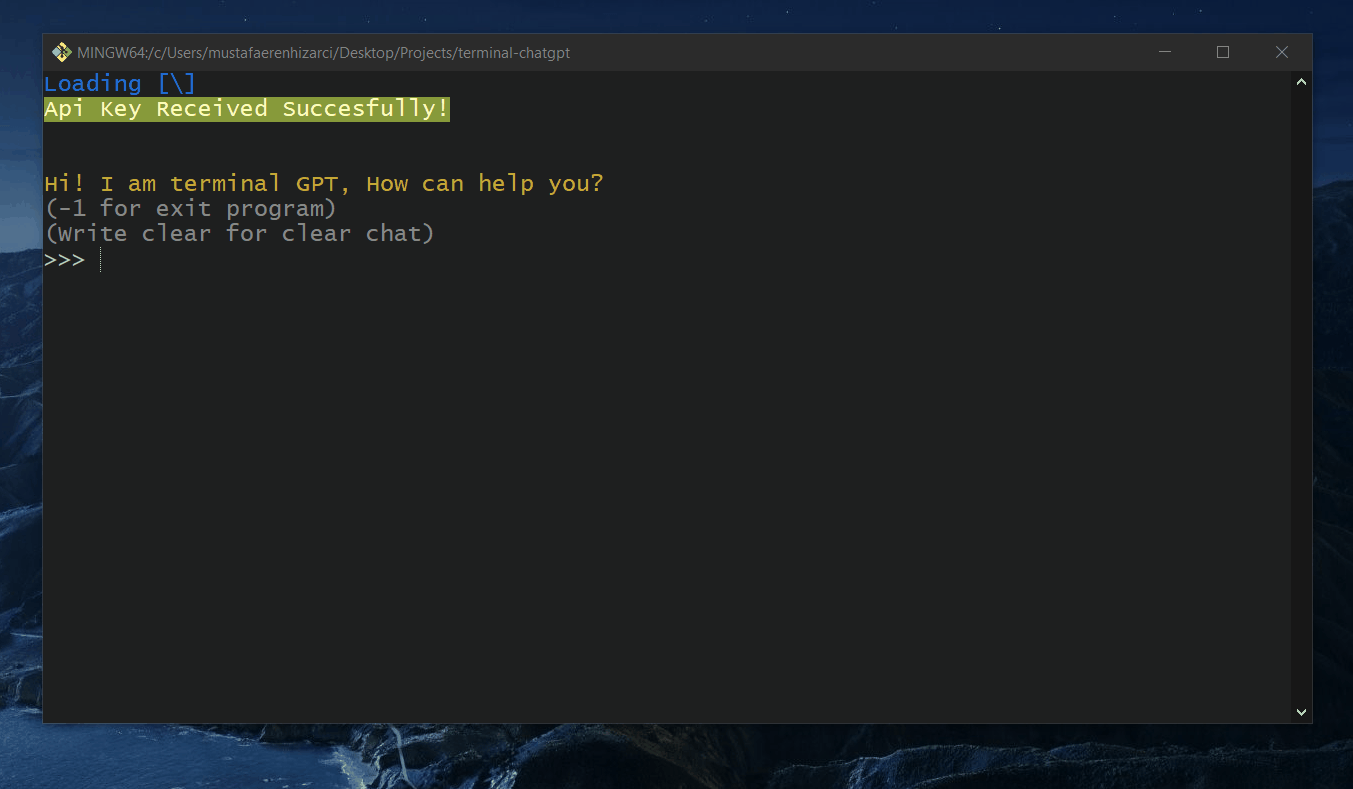 MINGW64:/c/Users/mustafaerenhizarci/Desktop/Projects/terminal-chatgpt
Loading [\]
Api Key Received Succesfully!
Hi! I am terminal GPT, How can help you?
(-1 for exit program)
(Write clear for clear chat)
>>>